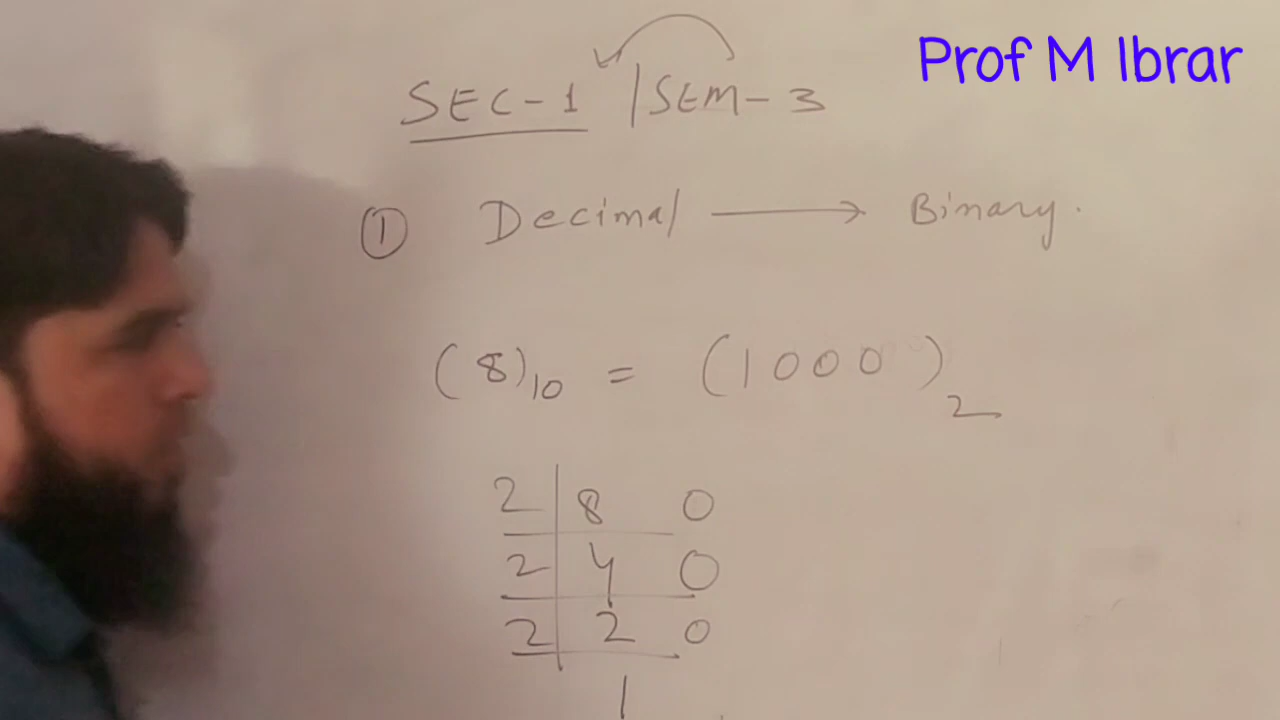 Prof M Ibrar
SEC-1 | SEM-3
① Decimal → Binary.
(8)10 = (1000)2
2 | 8 0
2 | 4 0
2 | 2 0
1